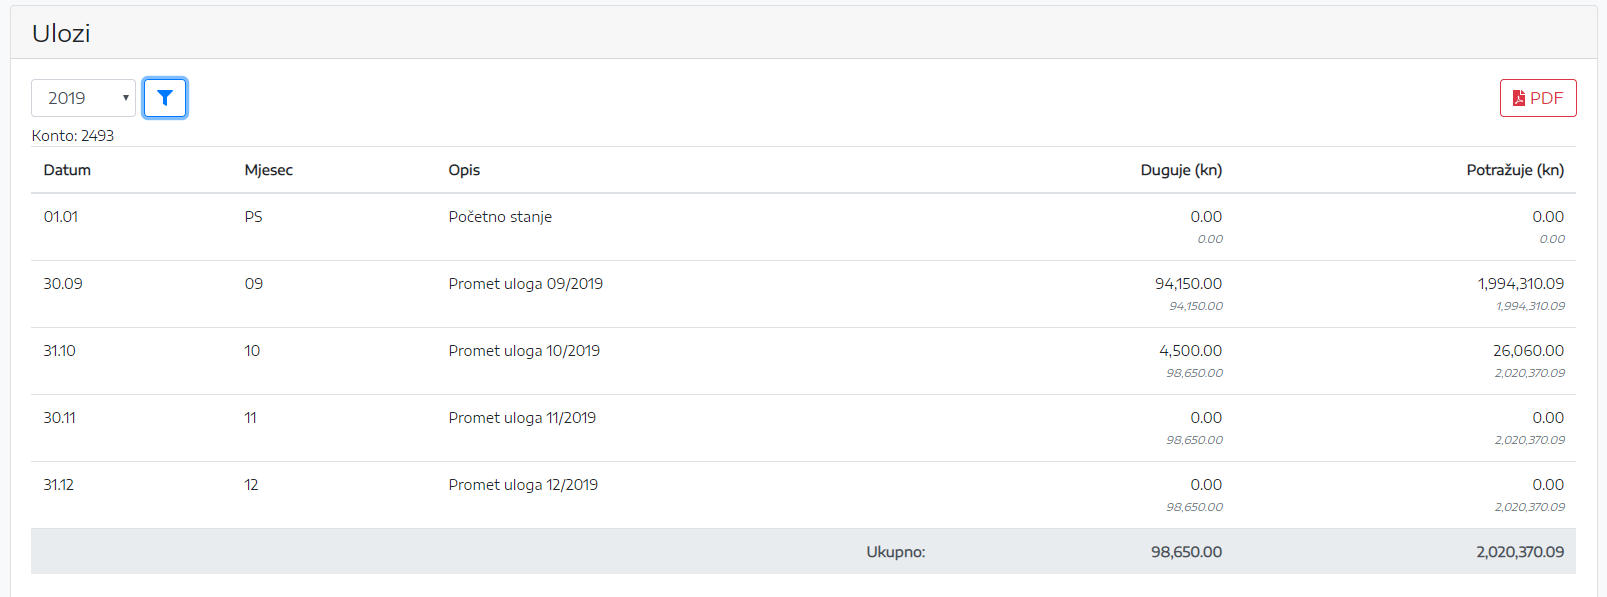 Ulozi
2019
PDF
Konto: 2493
Datum Mjesec Opis Duguje (kn) Potražuje (kn)
01.01 PS Početno stanje 0.00 0.00
0.00 0.00
30.09 09 Promet uloga 09/2019 94,150.00 1,994,310.09
94,150.00 1,994,310.09
31.10 10 Promet uloga 10/2019 4,500.00 26,060.00
98,650.00 2,020,370.09
30.11 11 Promet uloga 11/2019 0.00 0.00
98,650.00 2,020,370.09
31.12 12 Promet uloga 12/2019 0.00 0.00
98,650.00 2,020,370.09
Ukupno: 98,650.00 2,020,370.09